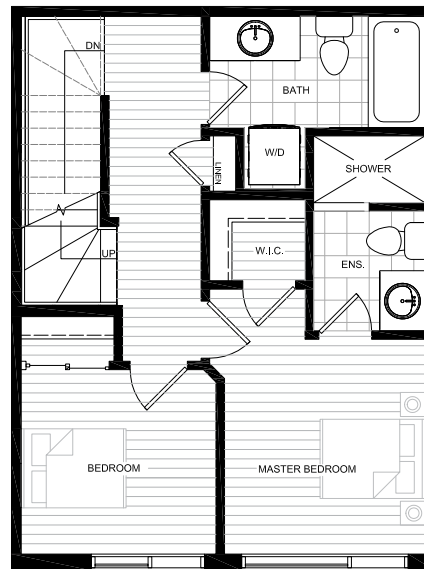 DN
BATH
W/D
LINEN
SHOWER
W.I.C.
UP
ENS.
BEDROOM
MASTER BEDROOM